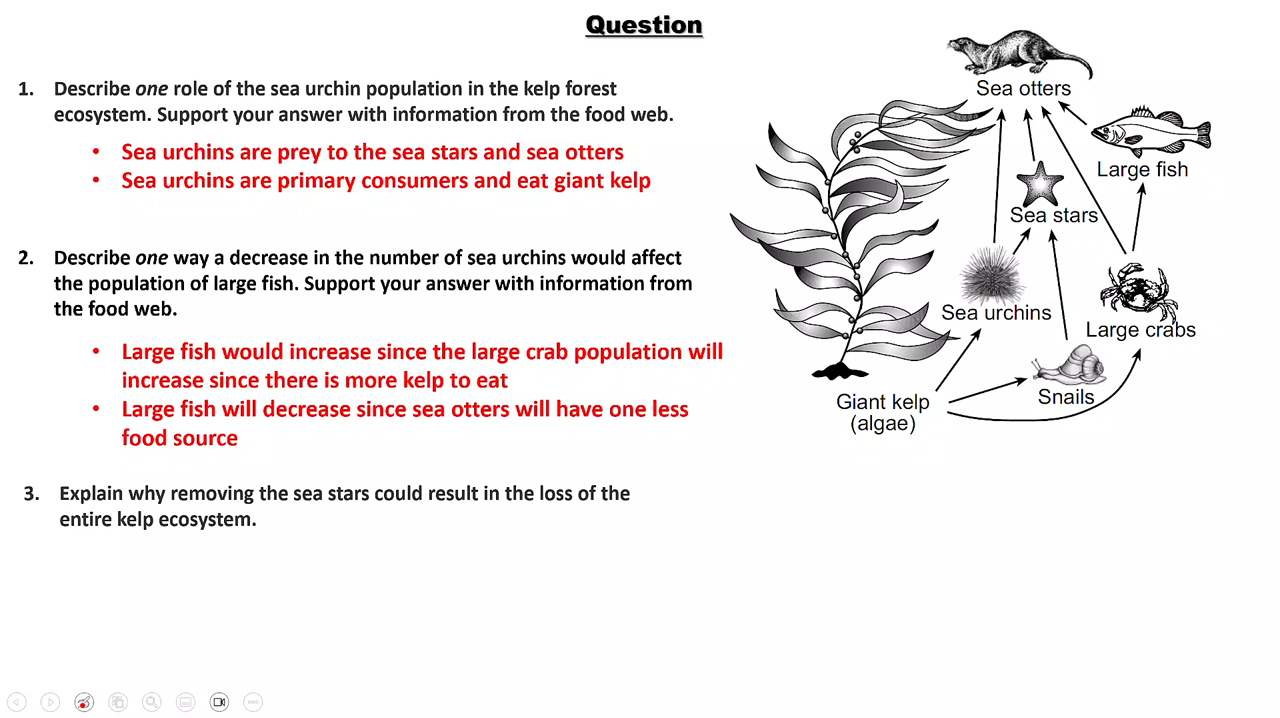 Question
1. Describe one role of the sea urchin population in the kelp forest
ecosystem. Support your answer with information from the food web.
• Sea urchins are prey to the sea stars and sea otters
• Sea urchins are primary consumers and eat giant kelp
2. Describe one way a decrease in the number of sea urchins would affect
the population of large fish. Support your answer with information from
the food web.
• Large fish would increase since the large crab population will
increase since there is more kelp to eat
• Large fish will decrease since sea otters will have one less
food source
3. Explain why removing the sea stars could result in the loss of the
entire kelp ecosystem.
Sea otters
Large fish
Sea stars
Sea urchins
Large crabs
Snails
Giant kelp
(algae)